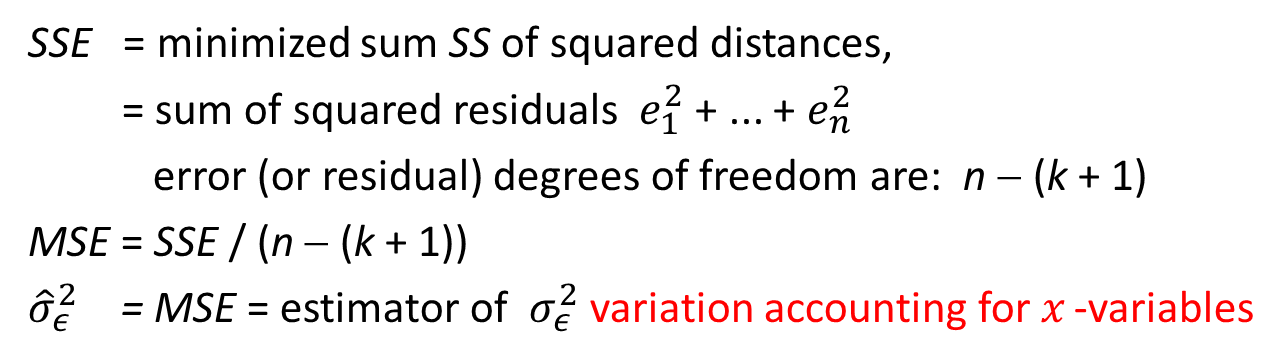 SSE = minimized sum SS of squared distances,
= sum of squared residuals e₁² + ... + eₙ²
error (or residual) degrees of freedom are: n – (k + 1)
MSE = SSE / (n – (k + 1))
σ̂ϵ² = MSE = estimator of σϵ² variation accounting for x -variables